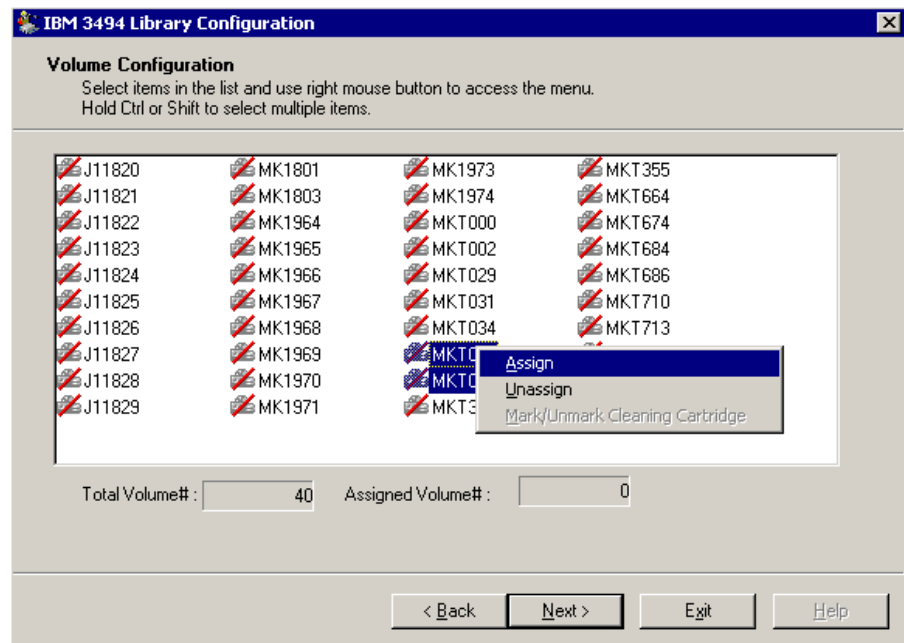 IBM 3494 Library Configuration
Volume Configuration
Select items in the list and use right mouse button to access the menu.
Hold Ctrl or Shift to select multiple items.
J11820 MK1801 MK1973 MKT355
J11821 MK1803 MK1974 MKT664
J11822 MK1964 MKT000 MKT674
J11823 MK1965 MKT002 MKT684
J11824 MK1966 MKT029 MKT686
J11825 MK1967 MKT031 MKT710
J11826 MK1968 MKT034 MKT713
J11827 MK1969
J11828 MK1970
J11829 MK1971
Assign
Unassign
Mark/Unmark Cleaning Cartridge
Total Volume# : 40 Assigned Volume# : 0
< Back Next > Exit Help